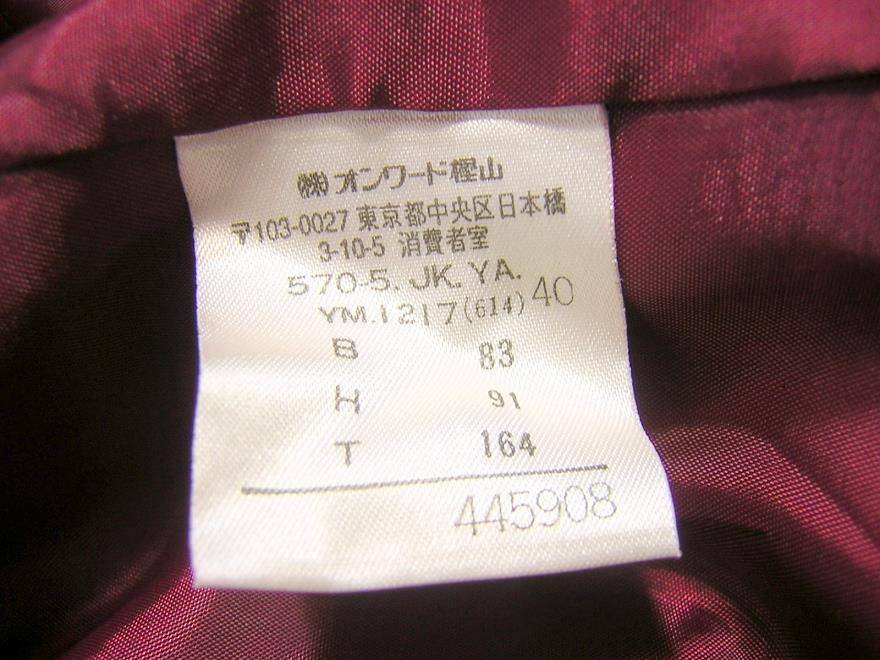 ㈱オンワード樫山
〒103-0027 東京都中央区日本橋
3-10-5 消費者室
570-5. JK. YA.
YM.1217(614) 40
B 83
H 91
T 164
445908